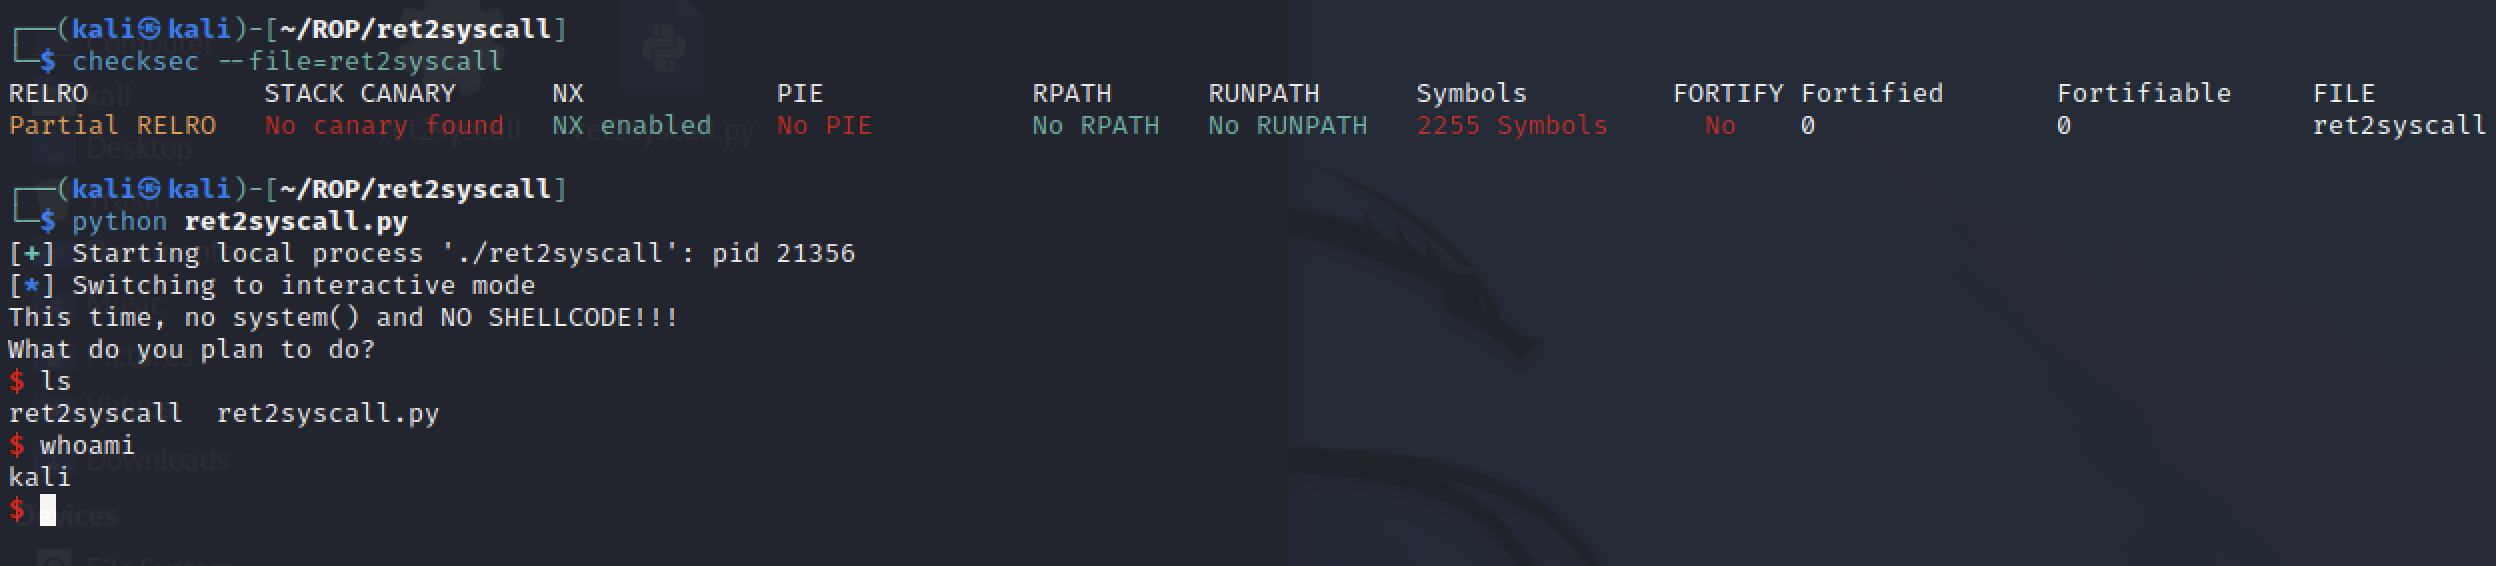 ┌──(kali㉿kali)-[~/ROP/ret2syscall]
└─$ checksec --file=ret2syscall
RELRO STACK CANARY NX PIE RPATH RUNPATH Symbols FORTIFY Fortified Fortifiable FILE
Partial RELRO No canary found NX enabled No PIE No RPATH No RUNPATH 2255 Symbols No 0 0 ret2syscall
┌──(kali㉿kali)-[~/ROP/ret2syscall]
└─$ python ret2syscall.py
[+] Starting local process './ret2syscall': pid 21356
[*] Switching to interactive mode
This time, no system() and NO SHELLCODE!!!
What do you plan to do?
$ ls
ret2syscall  ret2syscall.py
$ whoami
kali
$
Desktop
Downloads
Devices